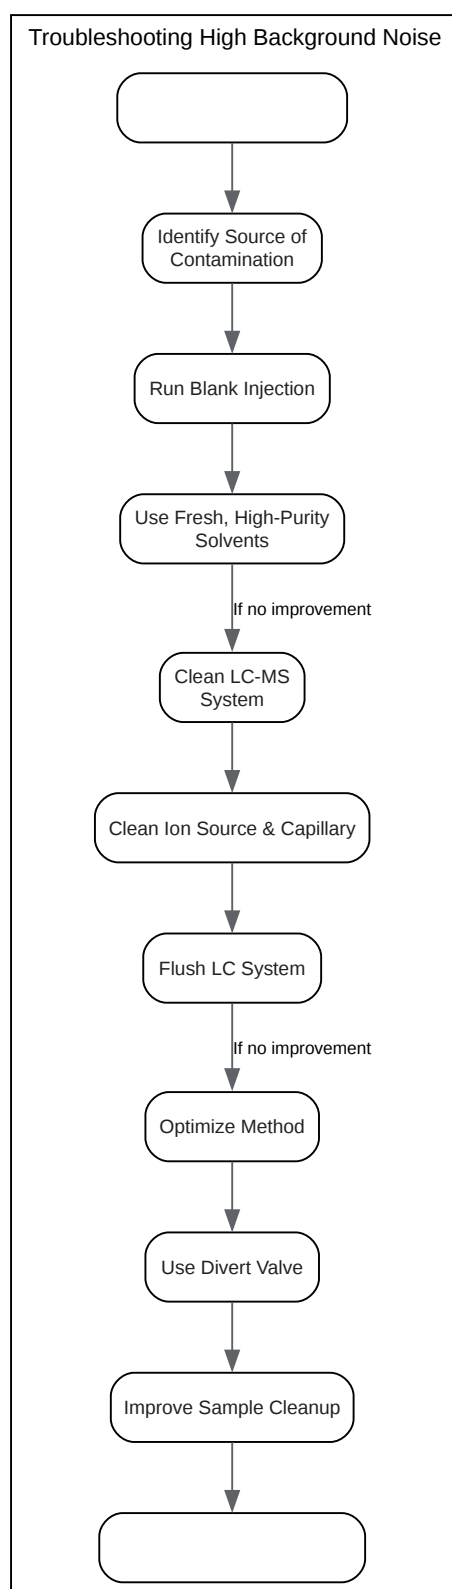 Troubleshooting High Background Noise
Identify Source of
Contamination
Run Blank Injection
Use Fresh, High-Purity
Solvents
If no improvement
Clean LC-MS
System
Clean Ion Source & Capillary
Flush LC System
If no improvement
Optimize Method
Use Divert Valve
Improve Sample Cleanup